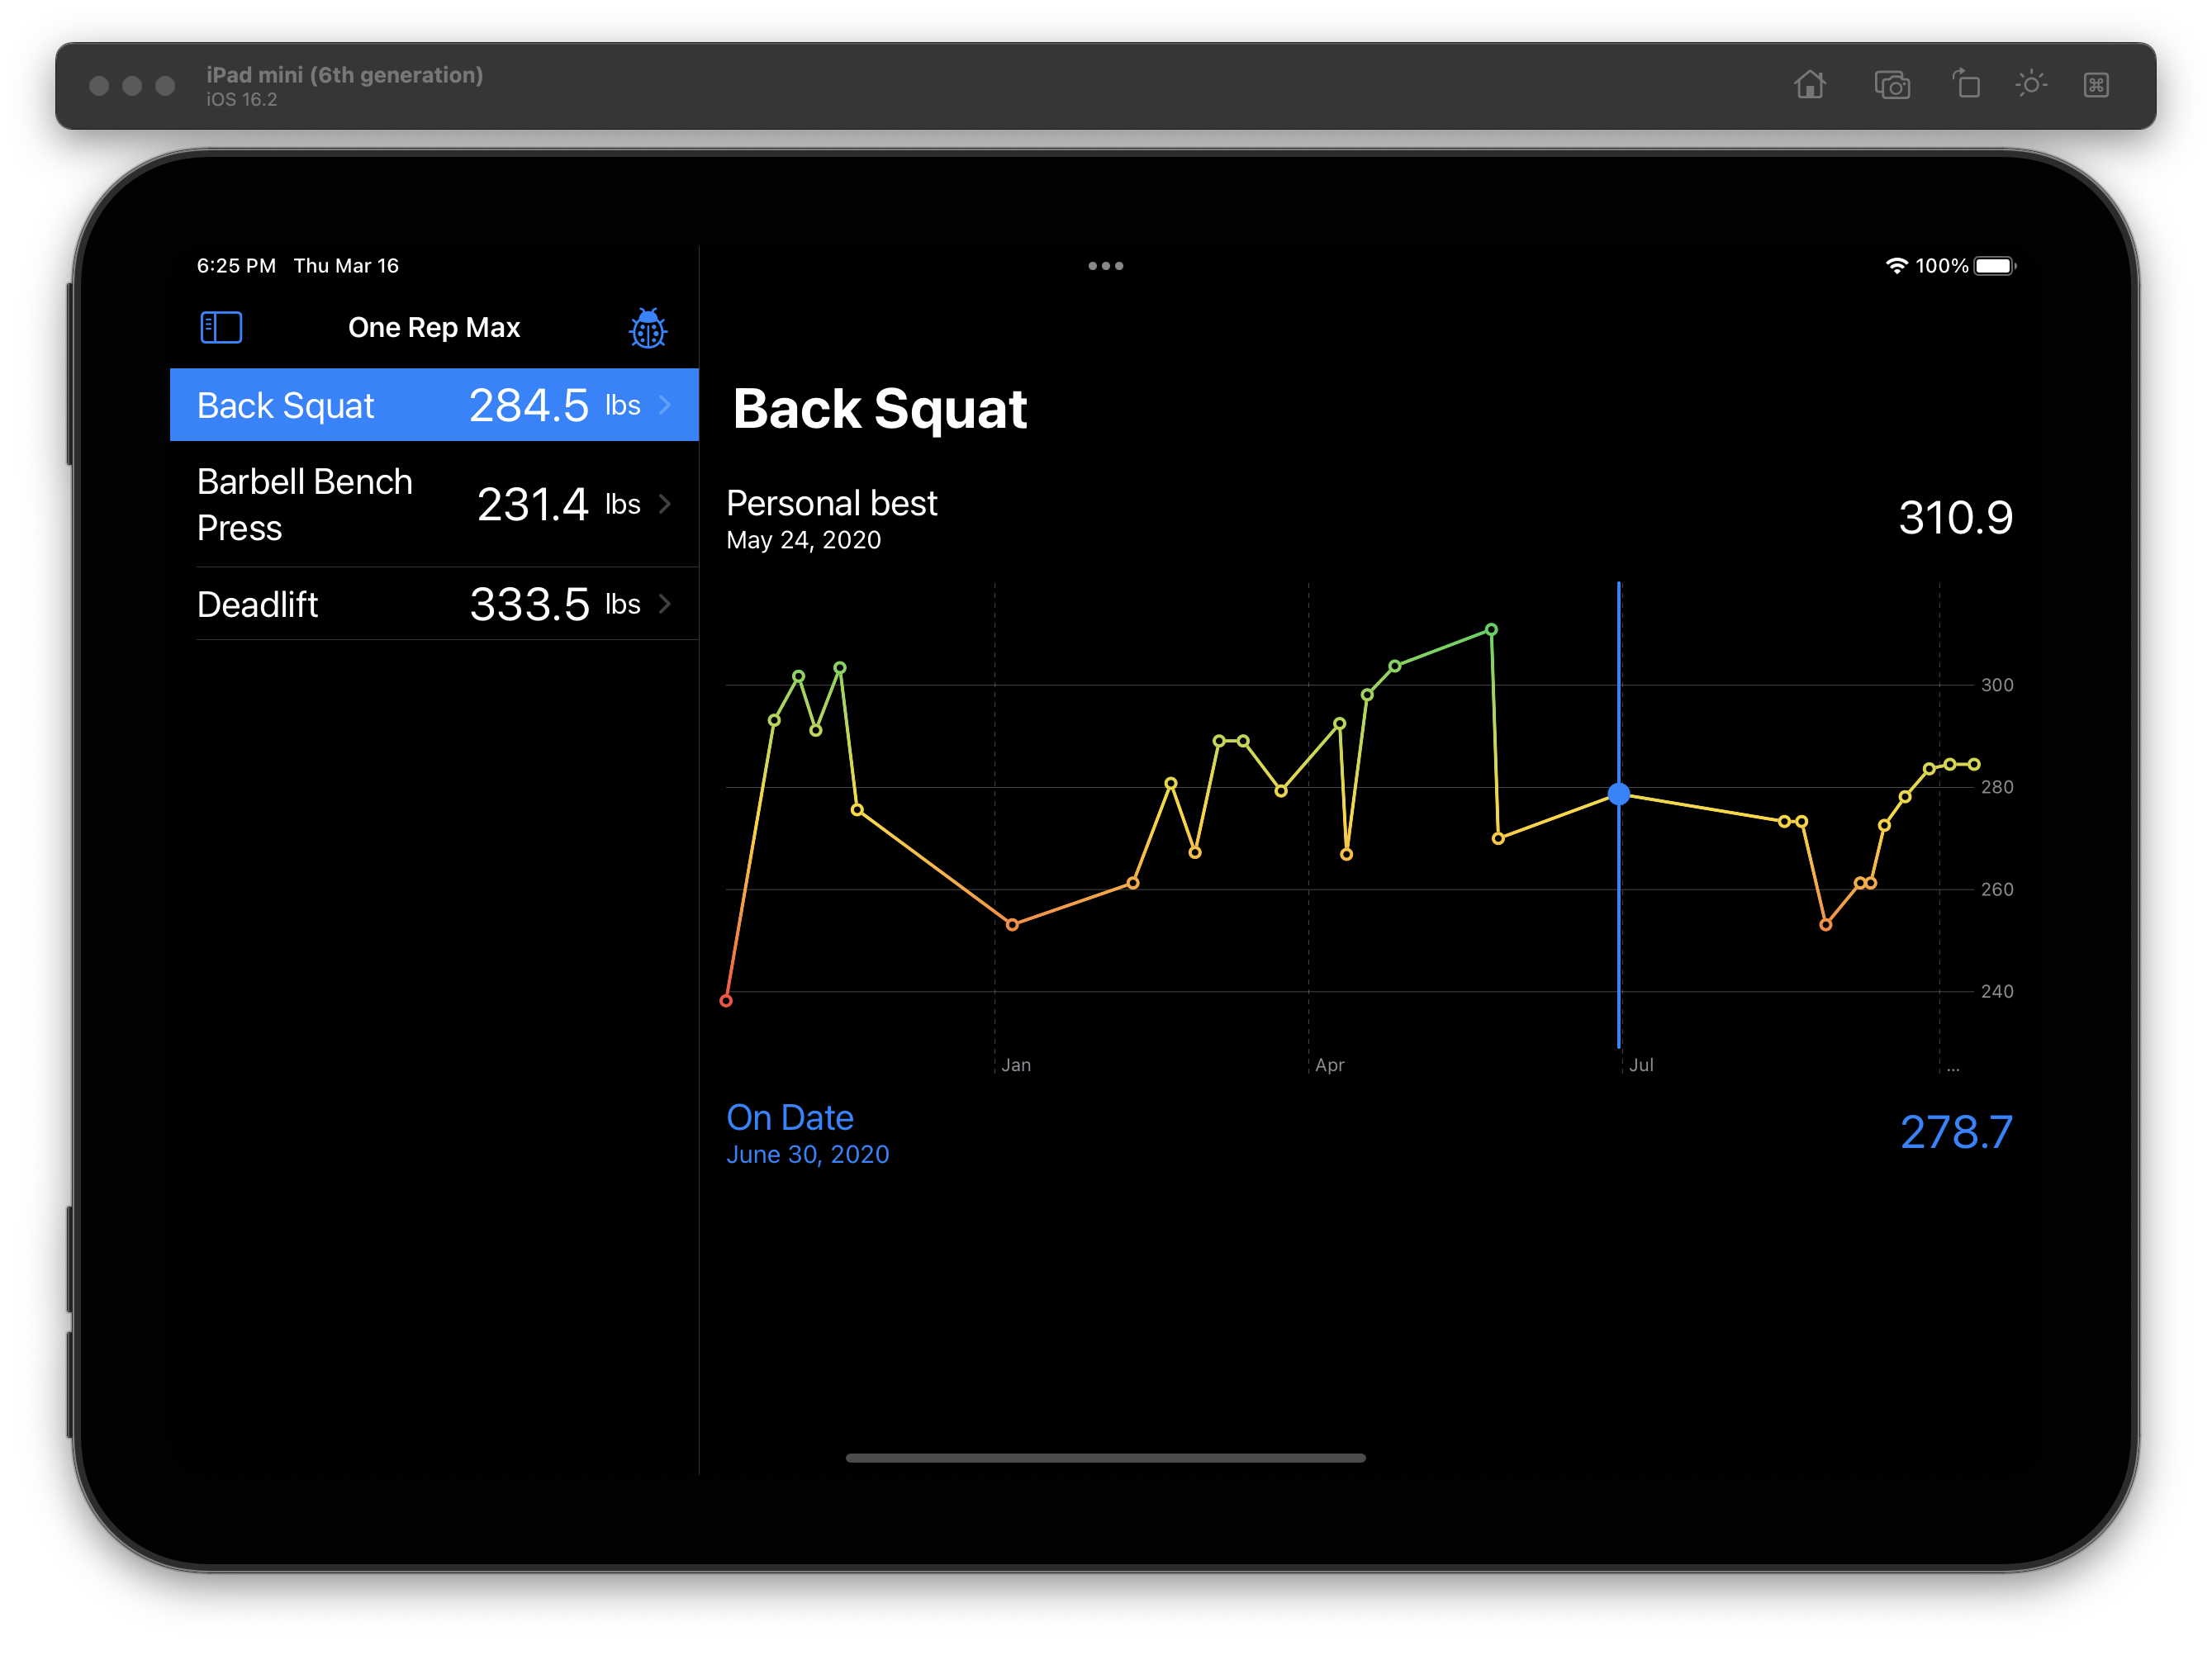 iPad mini (6th generation)
iOS 16.2
6:25 PM Thu Mar 16
100%
One Rep Max
Back Squat 284.5 lbs
Barbell Bench
Press
231.4 lbs
Deadlift 333.5 lbs
Back Squat
Personal best
May 24, 2020
310.9
300
280
260
240
Jan Apr Jul ...
On Date
June 30, 2020
278.7